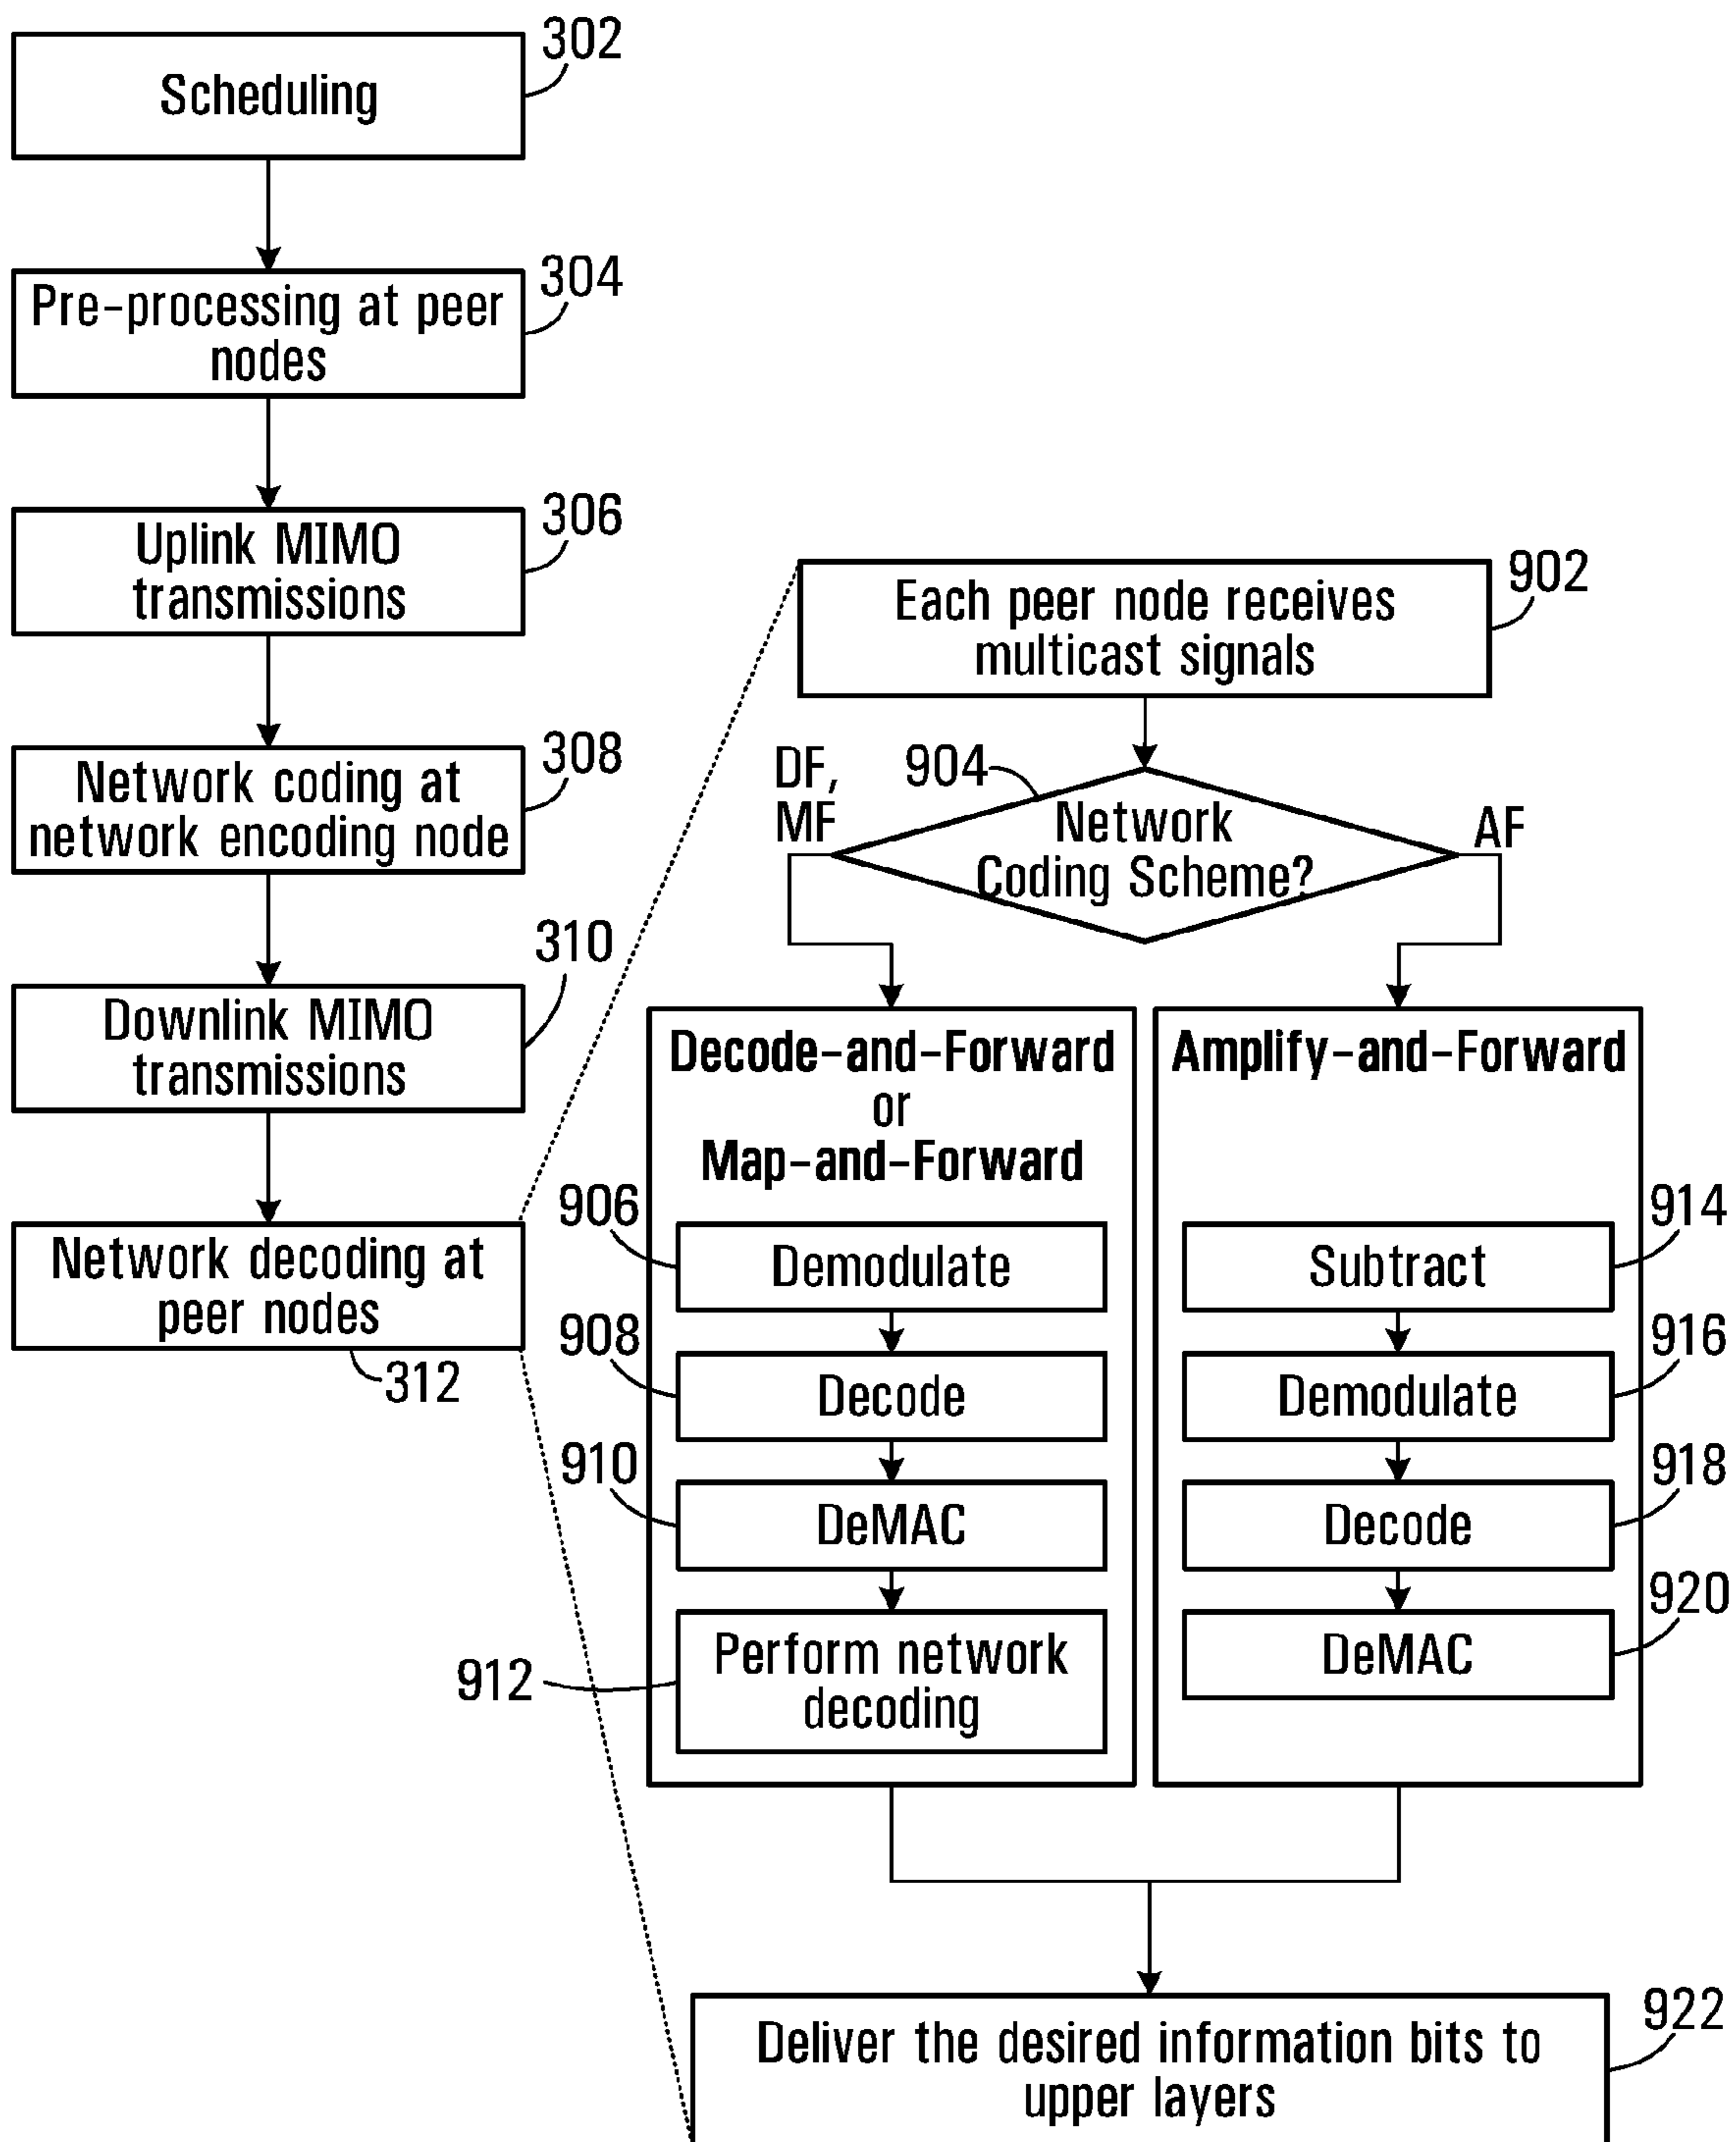 302
Scheduling
304
Pre-processing at peer
nodes
306
Uplink MIMO
transmissions
308
Network coding at
network encoding node
310
Downlink MIMO
transmissions
Network decoding at
peer nodes
312
902
Each peer node receives
multicast signals
904
DF,
MF
AF
Network
Coding Scheme?
Decode-and-Forward
or
Map-and-Forward
906
Demodulate
908
Decode
910
DeMAC
912
Perform network
decoding
Amplify-and-Forward
914
Subtract
916
Demodulate
918
Decode
920
DeMAC
922
Deliver the desired information bits to
upper layers